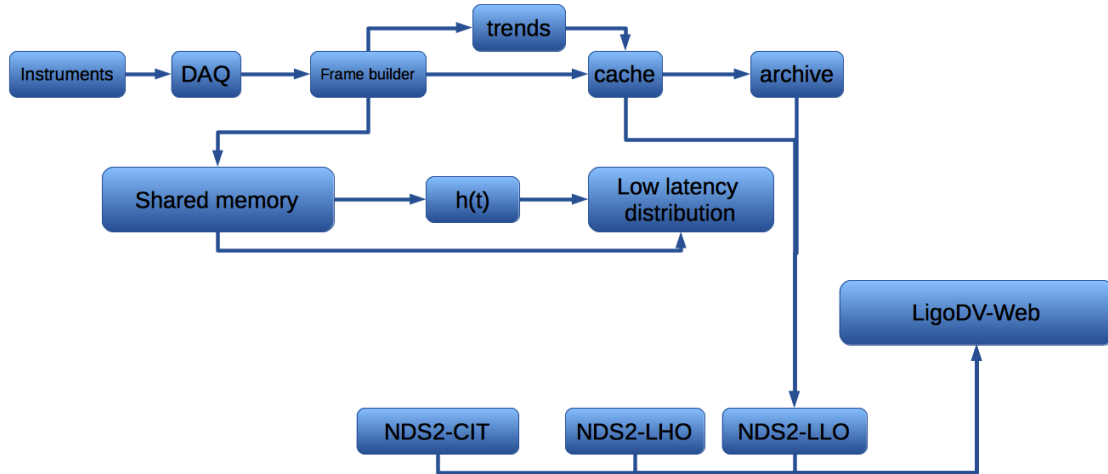 trends
Instruments
DAQ
Frame builder
cache
archive
Shared memory
h(t)
Low latency
distribution
LigoDV-Web
NDS2-CIT
NDS2-LHO
NDS2-LLO